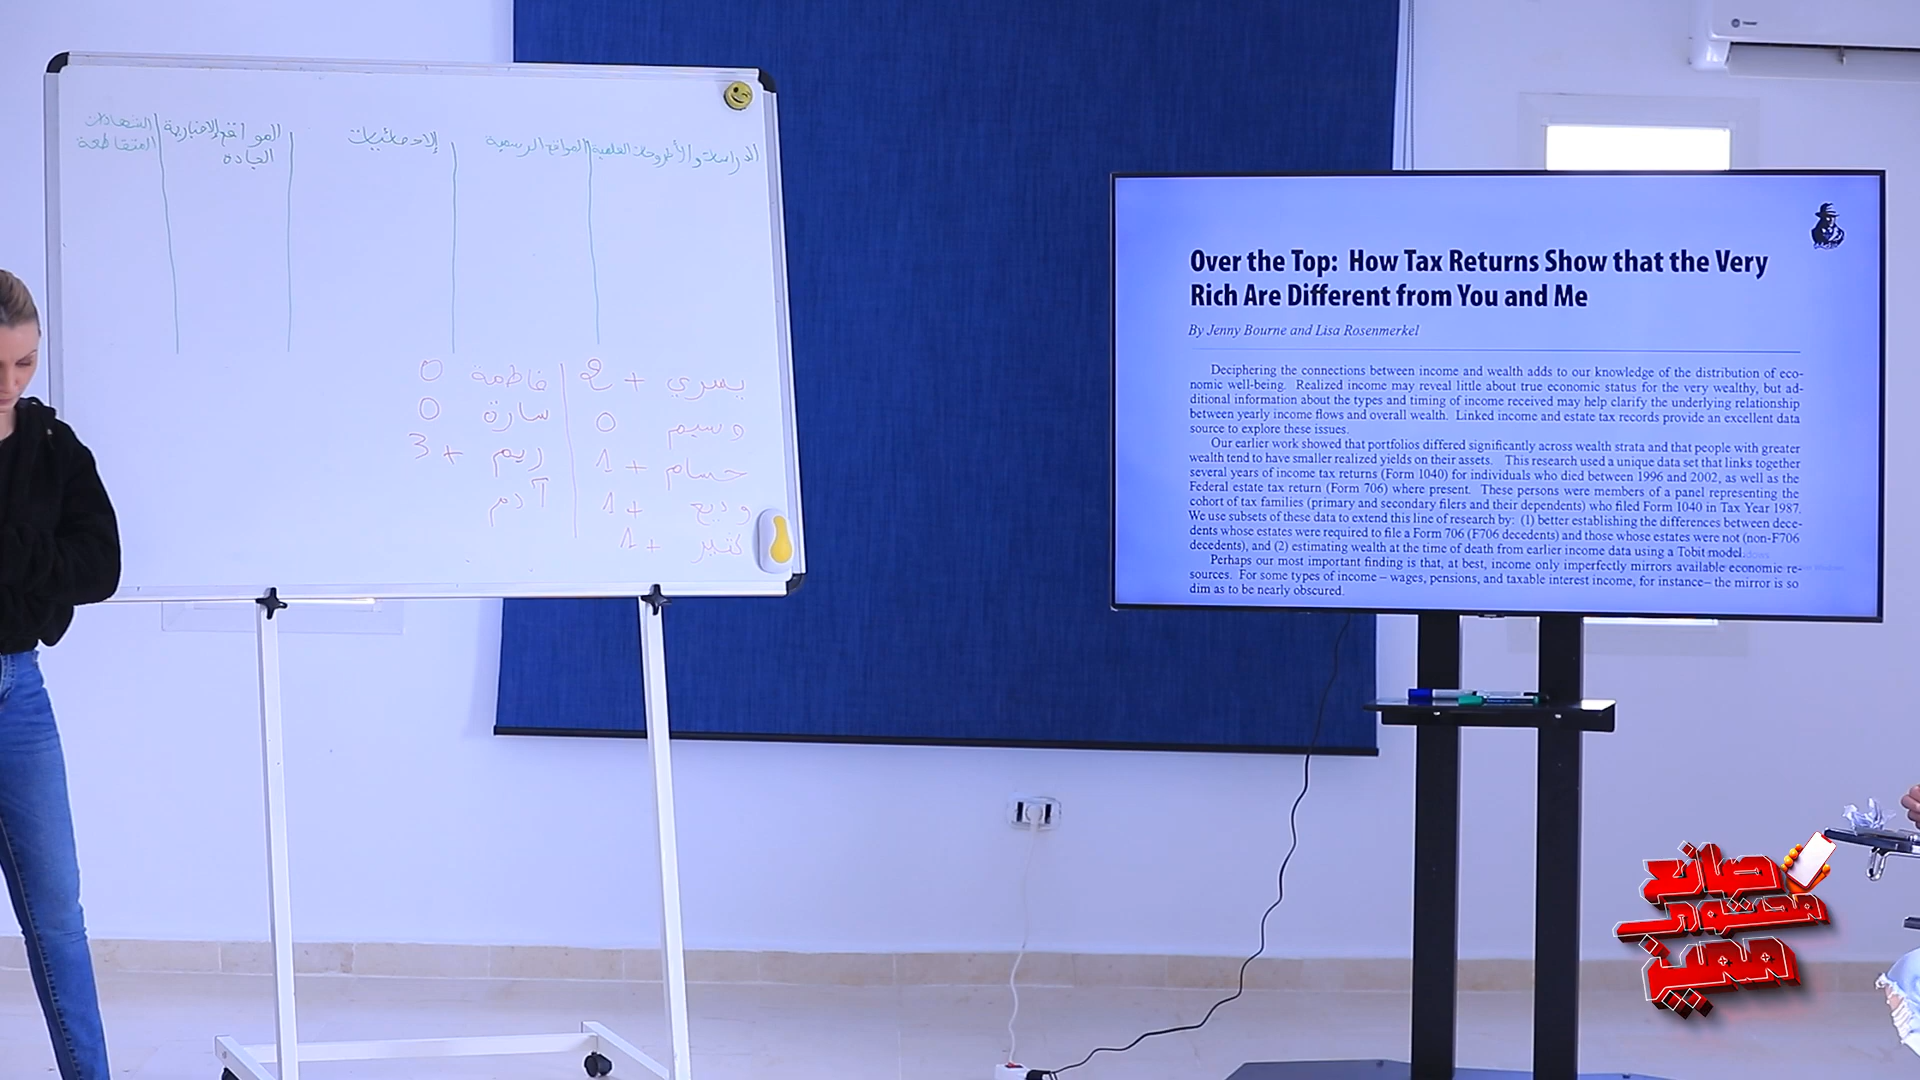 الدراسات والأطروحات العلمية
المواقع الرسمية
الإحصائيات
المواقع الإخبارية
الجادة
الشهادات
المتقاطعة
يسري + 2
وسيم 0
حسام + 1
وديع + 1
كثير + 1
فاطمة 0
سارة 0
ريم + 3
آدم
Over the Top: How Tax Returns Show that the Very
Rich Are Different from You and Me
By Jenny Bourne and Lisa Rosenmerkel
Deciphering the connections between income and wealth adds to our knowledge of the distribution of eco-
nomic well-being. Realized income may reveal little about true economic status for the very wealthy, but ad-
ditional information about the types and timing of income received may help clarify the underlying relationship
between yearly income flows and overall wealth. Linked income and estate tax records provide an excellent data
source to explore these issues.
Our earlier work showed that portfolios differed significantly across wealth strata and that people with greater
wealth tend to have smaller realized yields on their assets. This research used a unique data set that links together
several years of income tax returns (Form 1040) for individuals who died between 1996 and 2002, as well as the
Federal estate tax return (Form 706) where present. These persons were members of a panel representing the
cohort of tax families (primary and secondary filers and their dependents) who filed Form 1040 in Tax Year 1987.
We use subsets of these data to extend this line of research by: (1) better establishing the differences between dece-
dents whose estates were required to file a Form 706 (F706 decedents) and those whose estates were not (non-F706
decedents), and (2) estimating wealth at the time of death from earlier income data using a Tobit model.
Perhaps our most important finding is that, at best, income only imperfectly mirrors available economic re-
sources. For some types of income – wages, pensions, and taxable interest income, for instance– the mirror is so
dim as to be nearly obscured.
صانع
محتوى
ممیز